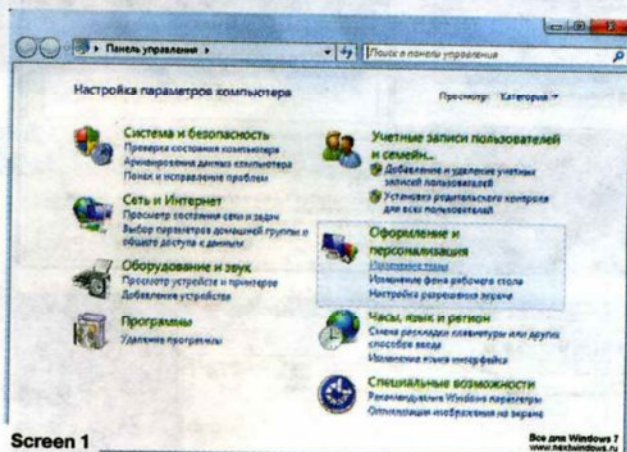 Панель управления
Поиск в панели управления
Настройка параметров компьютера
Просмотр: Категория
Система и безопасность
Проверка состояния компьютера
Архивирование данных компьютера
Поиск и исправление проблем
Сеть и Интернет
Просмотр состояния сети и задач
Выбор параметров домашней группы и
общего доступа к данным
Оборудование и звук
Просмотр устройств и принтеров
Добавление устройства
Программы
Удаление программы
Учетные записи пользователей
и семейн...
Добавление и удаление учетных
записей пользователей
Установка родительского контроля
для всех пользователей
Оформление и
персонализация
Изменение темы
Изменение фона рабочего стола
Настройка разрешения экрана
Часы, язык и регион
Смена раскладки клавиатуры или других
способов ввода
Изменение языка интерфейса
Специальные возможности
Рекомендуемые Windows параметры
Оптимизация изображения на экране
Screen 1
Все для Windows 7
www.nextwindows.ru